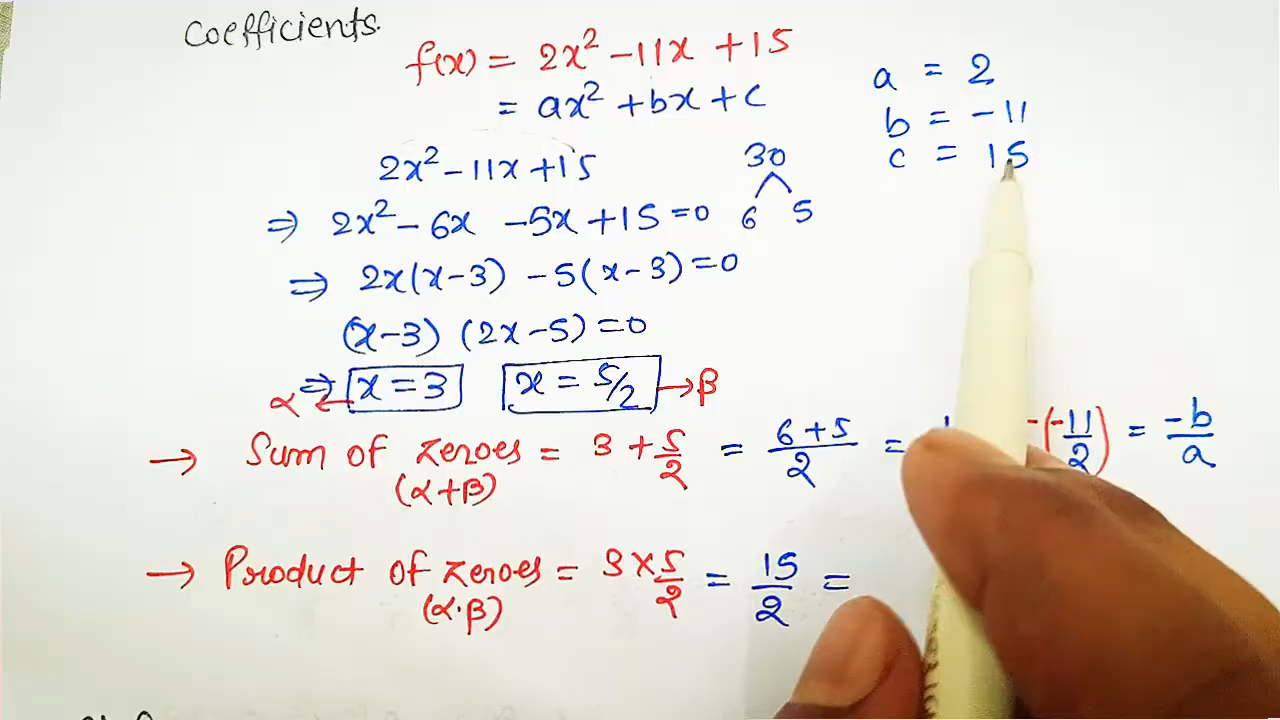 Coefficients.
f(x) = 2x² - 11x + 15
= ax² + bx + c
a = 2
b = -11
c = 15
2x² - 11x + 15
30
⇒ 2x² - 6x - 5x + 15 = 0
6 5
⇒ 2x(x-3) - 5(x-3) = 0
(x-3) (2x-5) = 0
α ← ⇒ x = 3 x = 5/2 → β
→ Sum of zeroes = 3 + 5/2 = (6+5)/2 = -(-11/2) = -b/a
(α+β)
→ Product of zeroes = 3 × 5/2 = 15/2 =
(α·β)